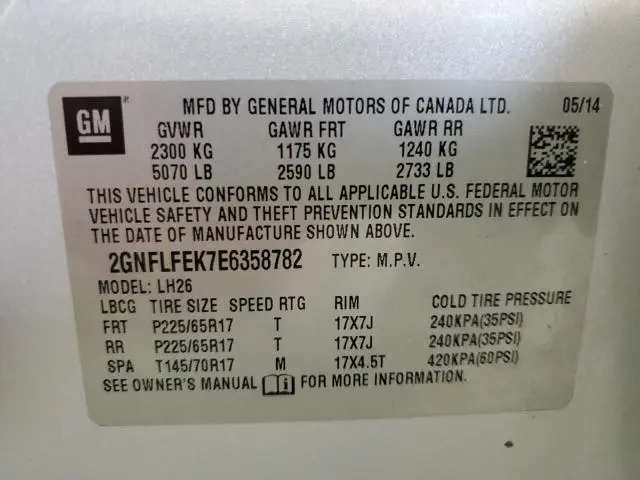 GM ®
MFD BY GENERAL MOTORS OF CANADA LTD. 05/14
GVWR GAWR FRT GAWR RR
2300 KG 1175 KG 1240 KG
5070 LB 2590 LB 2733 LB
THIS VEHICLE CONFORMS TO ALL APPLICABLE U.S. FEDERAL MOTOR
VEHICLE SAFETY AND THEFT PREVENTION STANDARDS IN EFFECT ON
THE DATE OF MANUFACTURE SHOWN ABOVE.
2GNFLFEK7E6358782 TYPE: M.P.V.
MODEL: LH26
LBCG TIRE SIZE SPEED RTG RIM COLD TIRE PRESSURE
FRT P225/65R17 T 17X7J 240KPA(35PSI)
RR P225/65R17 T 17X7J 240KPA(35PSI)
SPA T145/70R17 M 17X4.5T 420KPA(60PSI)
SEE OWNER'S MANUAL FOR MORE INFORMATION.